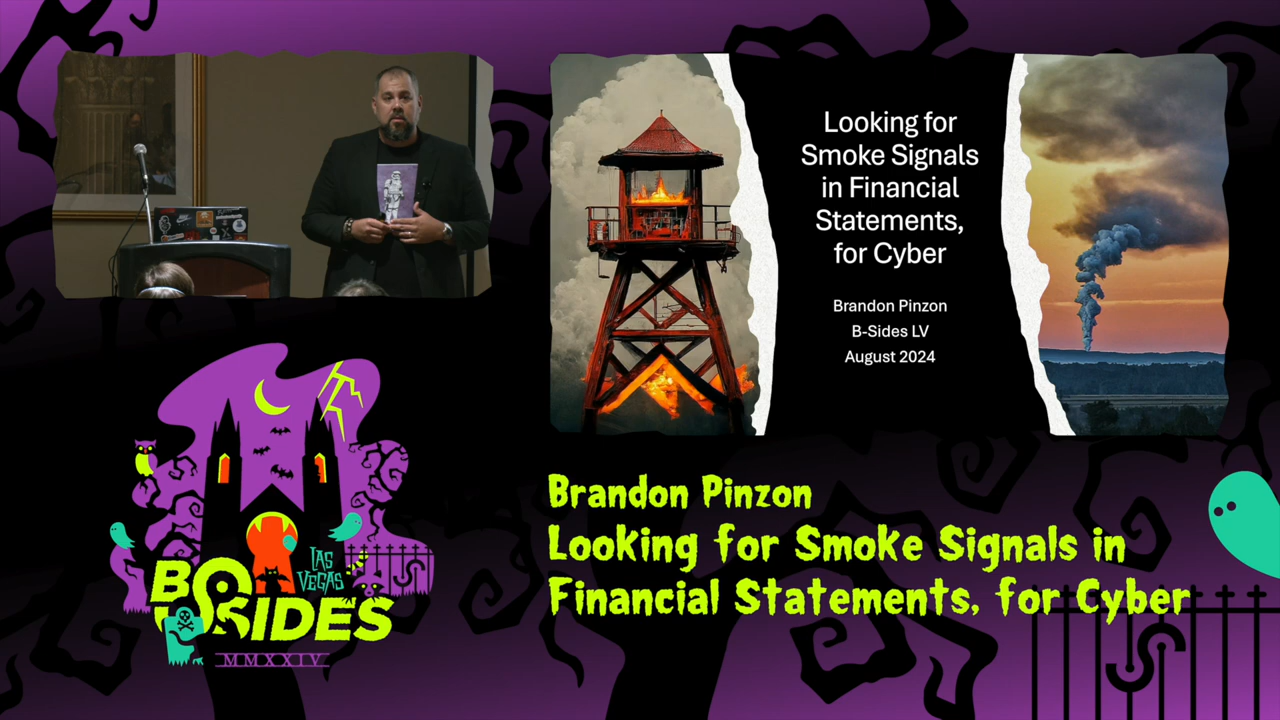 Looking for
Smoke Signals
in Financial
Statements,
for Cyber
Brandon Pinzon
B-Sides LV
August 2024
LAS
VEGAS
BSIDES
MMXXIV
Brandon Pinzon
Looking for Smoke Signals in
Financial Statements, for Cyber